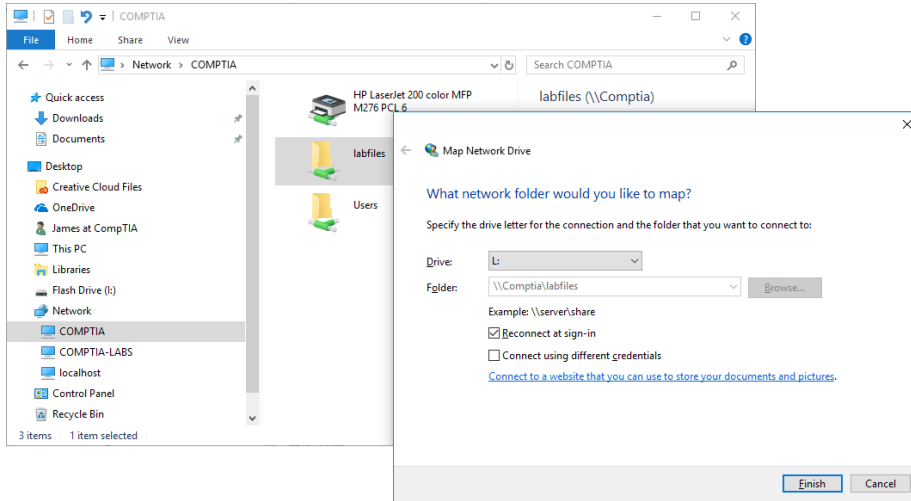 COMPTIA
File Home Share View
Network > COMPTIA
Search COMPTIA
Quick access
Downloads
Documents
Desktop
Creative Cloud Files
OneDrive
James at CompTIA
This PC
Libraries
Flash Drive (I:)
Network
COMPTIA
COMPTIA-LABS
localhost
Control Panel
Recycle Bin
3 items 1 item selected
HP LaserJet 200 color MFP
M276 PCL 6
labfiles
Users
labfiles (\\Comptia)
Map Network Drive
What network folder would you like to map?
Specify the drive letter for the connection and the folder that you want to connect to:
Drive: L:
Folder: \\Comptia\labfiles Browse...
Example: \\server\share
Reconnect at sign-in
Connect using different credentials
Connect to a website that you can use to store your documents and pictures.
Finish Cancel